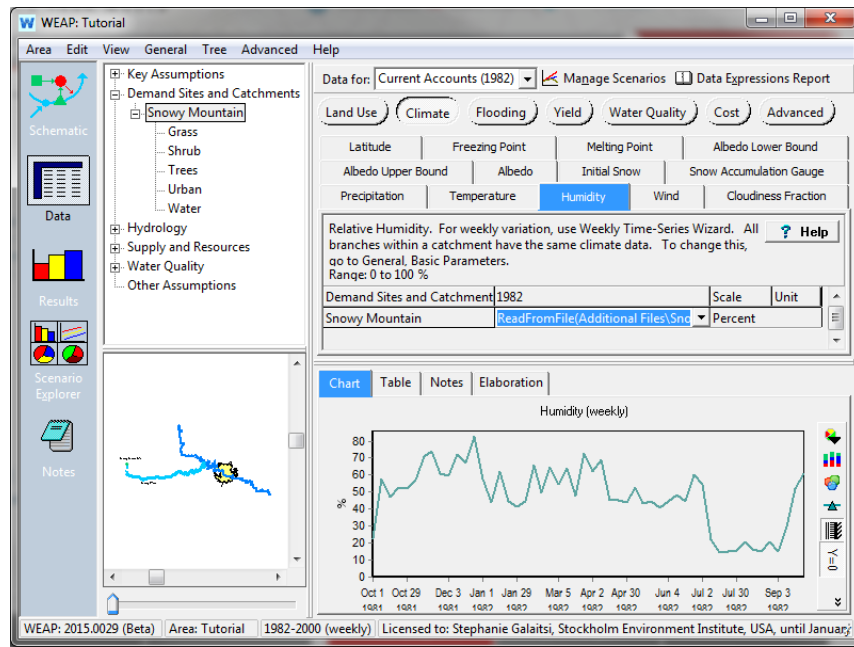 WEAP: Tutorial
Area Edit View General Tree Advanced Help
Schematic
Data
Results
Scenario
Explorer
Notes
Key Assumptions
Demand Sites and Catchments
Snowy Mountain
Grass
Shrub
Trees
Urban
Water
Hydrology
Supply and Resources
Water Quality
Other Assumptions
Data for: Current Accounts (1982) Manage Scenarios Data Expressions Report
Land Use Climate Flooding Yield Water Quality Cost Advanced
Latitude Freezing Point Melting Point Albedo Lower Bound
Albedo Upper Bound Albedo Initial Snow Snow Accumulation Gauge
Precipitation Temperature Humidity Wind Cloudiness Fraction
Relative Humidity. For weekly variation, use Weekly Time-Series Wizard. All
branches within a catchment have the same climate data. To change this,
go to General, Basic Parameters.
Range: 0 to 100 %
? Help
Demand Sites and Catchment 1982 Scale Unit
Snowy Mountain ReadFromFile(Additional Files\Sno Percent
Chart Table Notes Elaboration
Humidity (weekly)
%
80
70
60
50
40
30
20
10
0
Oct 1 Oct 29 Dec 3 Jan 1 Jan 29 Mar 5 Apr 2 Apr 30 Jun 4 Jul 2 Jul 30 Sep 3
1981 1981 1981 1982 1982 1982 1982 1982 1982 1982 1982 1982
Y=0
WEAP: 2015.0029 (Beta) Area: Tutorial 1982-2000 (weekly) Licensed to: Stephanie Galaitsi, Stockholm Environment Institute, USA, until January